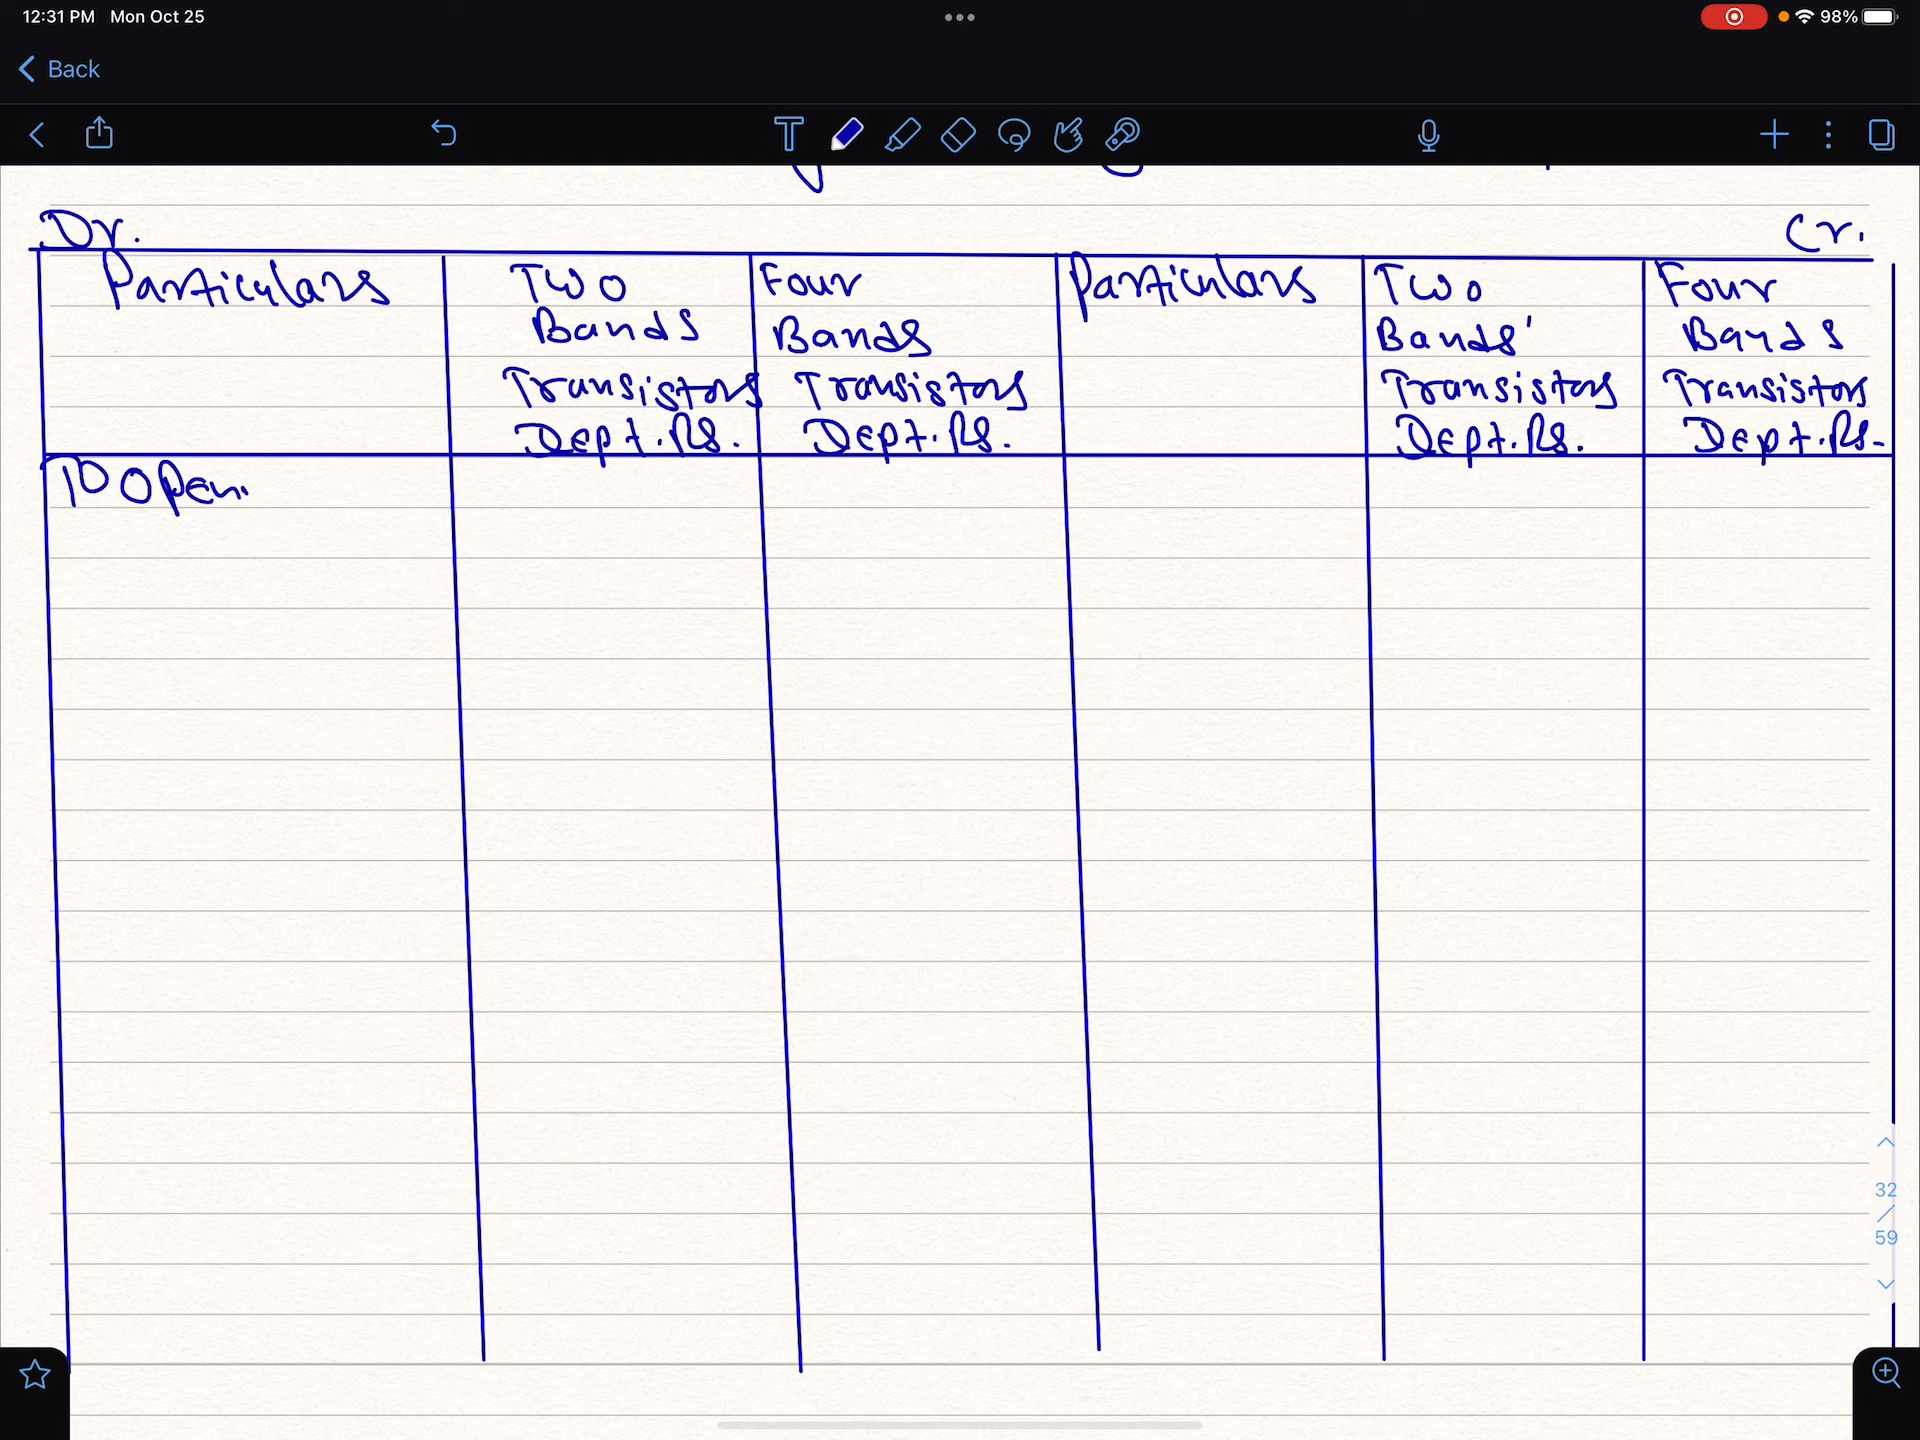 12:31 PM Mon Oct 25
98%
Back
Dr.
Cr.
Particulars Two Four Particulars Two Four
Bands Bands Bands' Bands
Transistors Transistors Transistors Transistors
Dept. Rs. Dept. Rs. Dept. Rs. Dept. Rs.
To Open
32
59